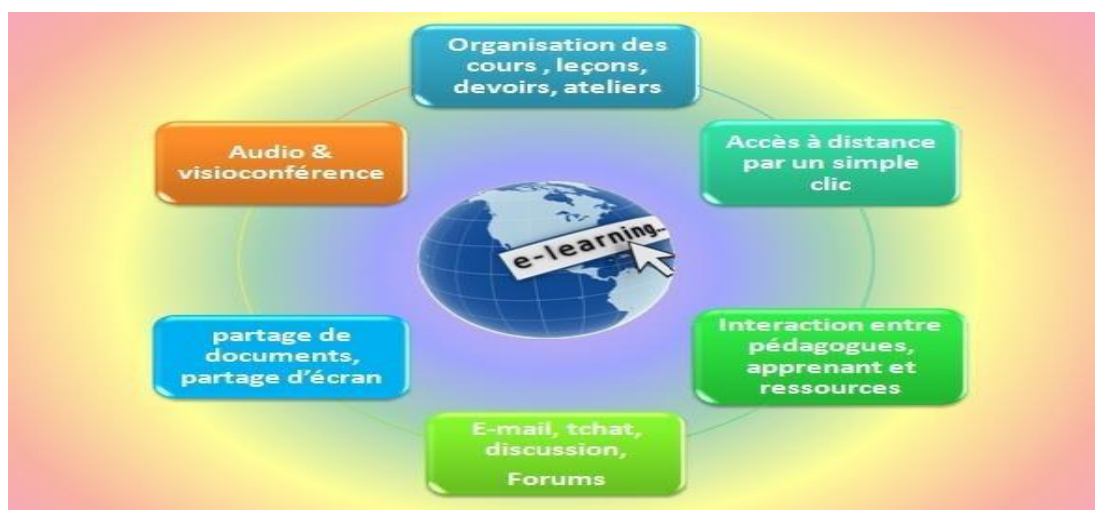 Organisation des
cours , leçons,
devoirs, ateliers
Accès à distance
par un simple
clic
Interaction entre
pédagogues,
apprenant et
ressources
E-mail, tchat,
discussion,
Forums
partage de
documents,
partage d’écran
Audio &
visioconférence
e-learning..